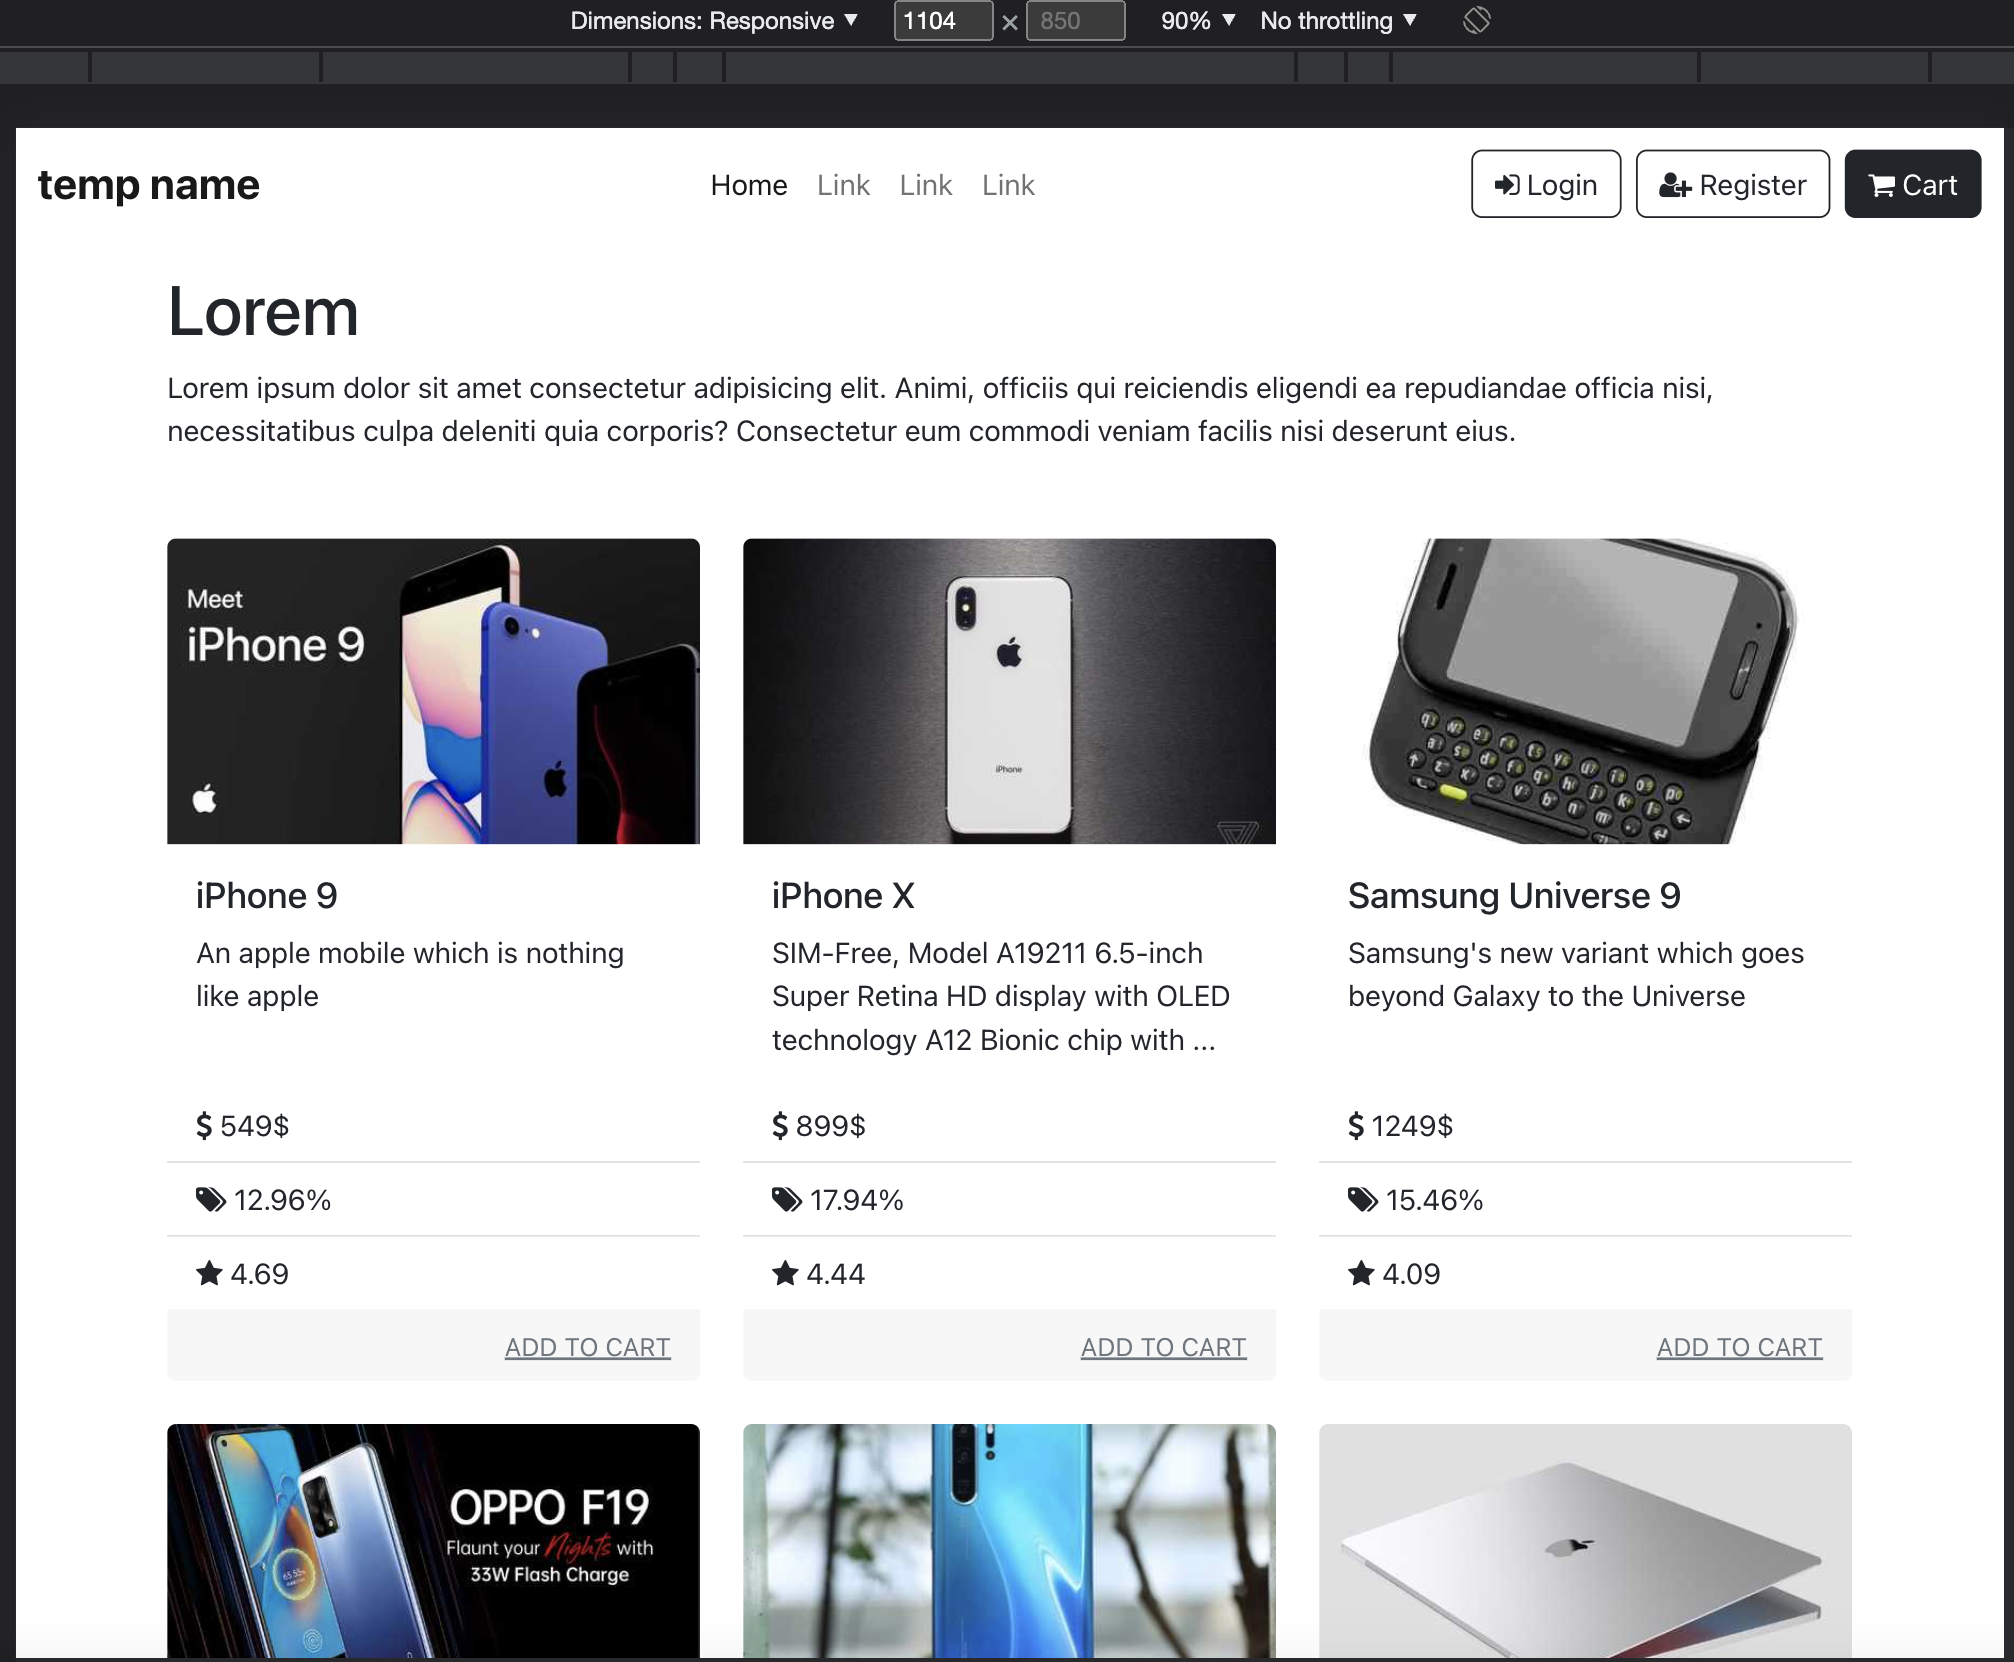 Dimensions: Responsive ▼ 1104 × 850 90% ▼ No throttling ▼
temp name
Home Link Link Link
Login Register Cart
Lorem
Lorem ipsum dolor sit amet consectetur adipisicing elit. Animi, officiis qui reiciendis eligendi ea repudiandae officia nisi,
necessitatibus culpa deleniti quia corporis? Consectetur eum commodi veniam facilis nisi deserunt eius.
Meet
iPhone 9
iPhone
iPhone 9
An apple mobile which is nothing
like apple
$ 549$
12.96%
4.69
ADD TO CART
iPhone X
SIM-Free, Model A19211 6.5-inch
Super Retina HD display with OLED
technology A12 Bionic chip with ...
$ 899$
17.94%
4.44
ADD TO CART
Samsung Universe 9
Samsung's new variant which goes
beyond Galaxy to the Universe
$ 1249$
15.46%
4.09
ADD TO CART
OPPO F19
Flaunt your Nights with
33W Flash Charge